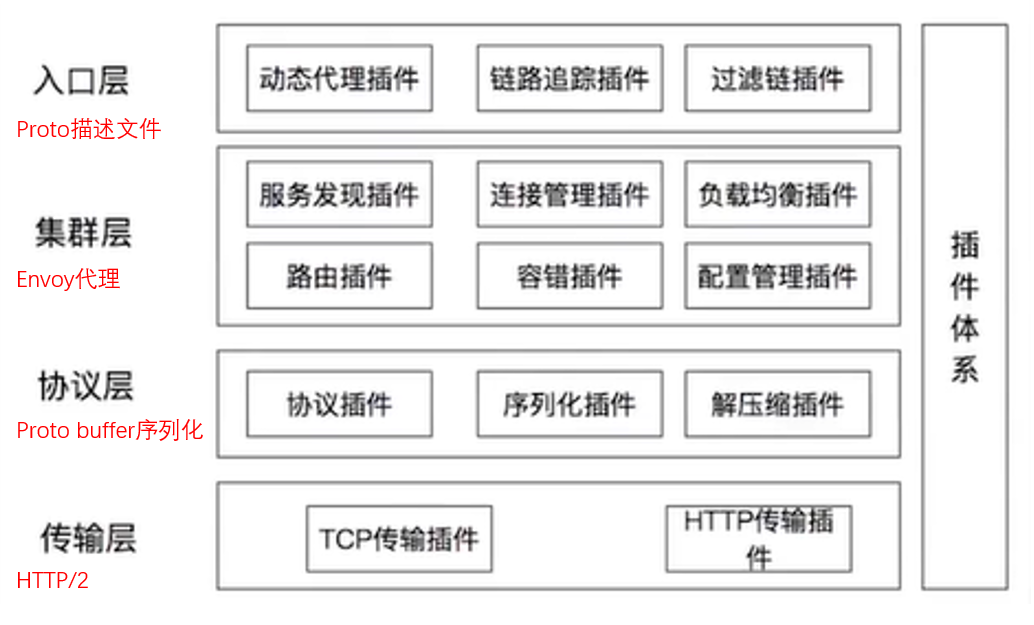 入口层
Proto描述文件
动态代理插件
链路追踪插件
过滤链插件
集群层
Envoy代理
服务发现插件
连接管理插件
负载均衡插件
路由插件
容错插件
配置管理插件
协议层
Proto buffer序列化
协议插件
序列化插件
解压缩插件
传输层
HTTP/2
TCP传输插件
HTTP传输插
件
插
件
体
系